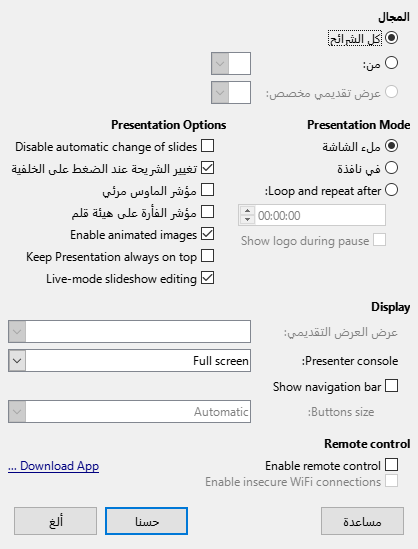 المجال
كل الشرائح
من:
عرض تقديمي مخصص:
Presentation Mode
ملء الشاشة
في نافذة
Loop and repeat after:
00:00:00
Show logo during pause
Presentation Options
Disable automatic change of slides
تغيير الشريحة عند الضغط على الخلفية
مؤشر الماوس مرئي
مؤشر الفأرة على هيئة قلم
Enable animated images
Keep Presentation always on top
Live-mode slideshow editing
Display
عرض العرض التقديمي:
Presenter console:
Full screen
Show navigation bar
Buttons size:
Automatic
Remote control
Enable remote control
Download App ...
Enable insecure WiFi connections
مساعدة
حسنا
ألغ